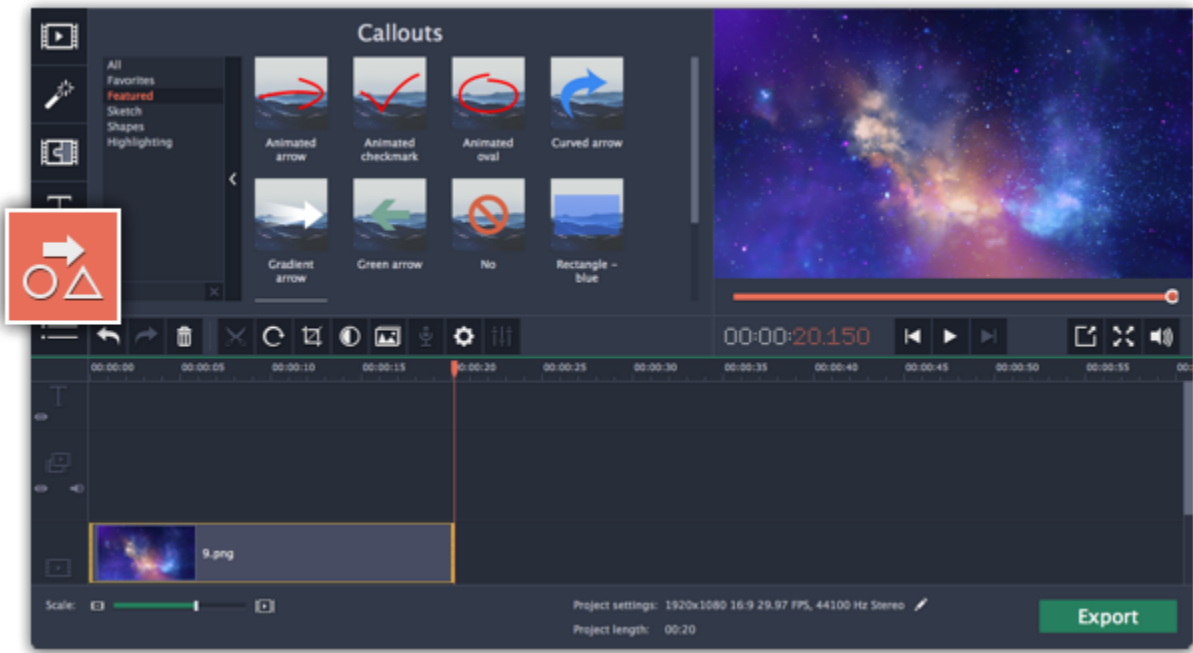 Callouts
All
Favorites
Featured
Sketch
Shapes
Highlighting
Animated
arrow
Animated
checkmark
Animated
oval
Curved arrow
Gradient
arrow
Green arrow
No
Rectangle –
blue
00:00:20.150
00:00:00 00:00:05 00:00:10 00:00:15 00:00:20 00:00:25 00:00:30 00:00:35 00:00:40 00:00:45 00:00:50 00:00:55 00:
9.png
Scale:
Project settings: 1920x1080 16:9 29.97 FPS, 44100 Hz Stereo
Project length: 00:20
Export